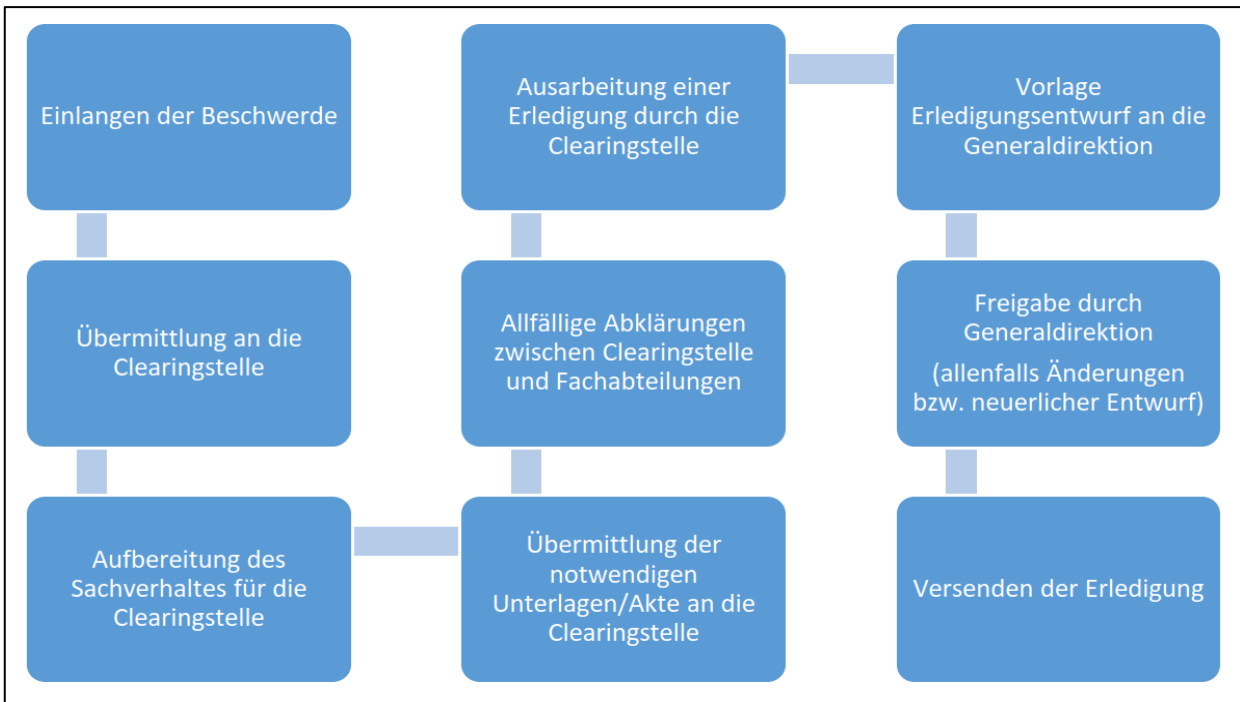 Einlangen der Beschwerde
Übermittlung an die
Clearingstelle
Aufbereitung des
Sachverhaltes für die
Clearingstelle
Übermittlung der
notwendigen
Unterlagen/Akte an die
Clearingstelle
Allfällige Abklärungen
zwischen Clearingstelle
und Fachabteilungen
Ausarbeitung einer
Erledigung durch die
Clearingstelle
Vorlage
Erledigungsentwurf an die
Generaldirektion
Freigabe durch
Generaldirektion
(allenfalls Änderungen
bzw. neuerlicher Entwurf)
Versenden der Erledigung